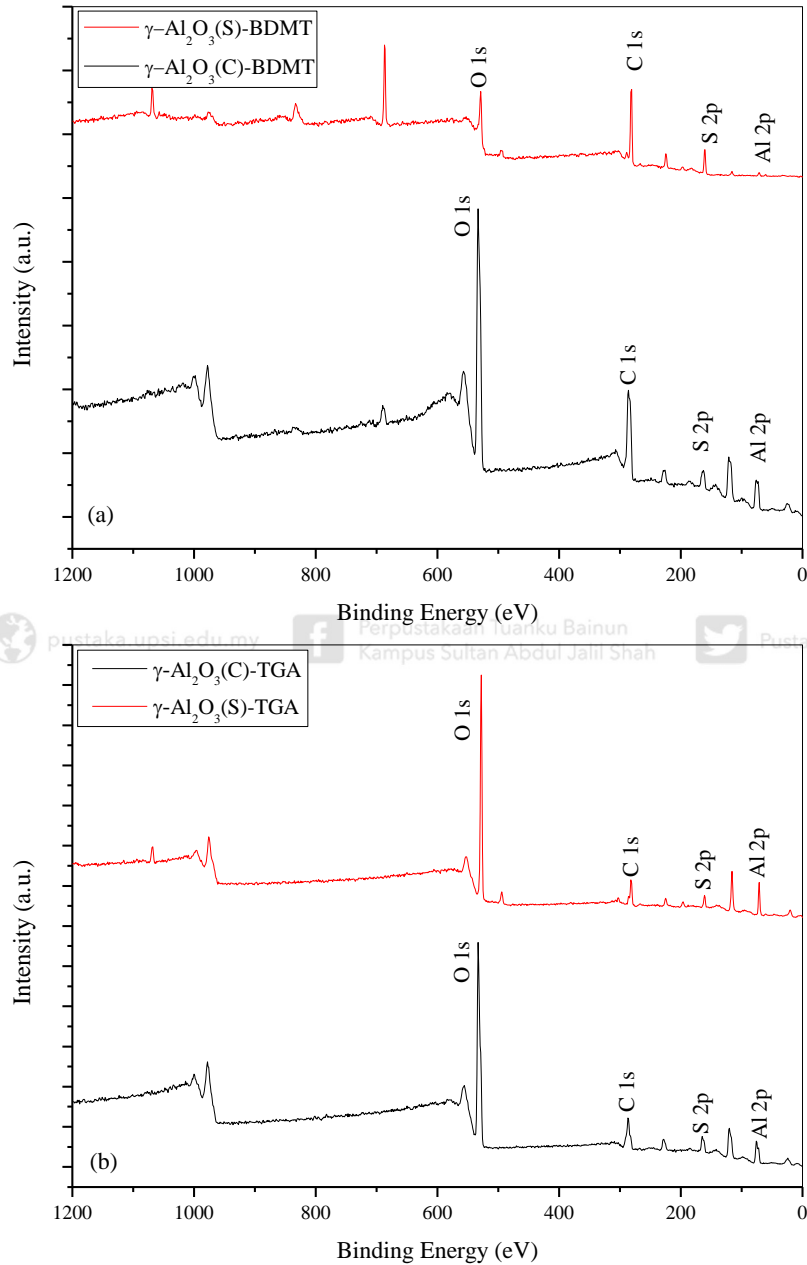 γ–Al₂O₃(S)-BDMT
γ–Al₂O₃(C)-BDMT
O 1s
C 1s
S 2p
Al 2p
O 1s
C 1s
S 2p
Al 2p
Intensity (a.u.)
(a)
1200 1000 800 600 400 200 0
Binding Energy (eV)
pustaka.upsi.edu.my
Perpustakaan Tuanku Bainun
Kampus Sultan Abdul Jalil Shah
γ-Al₂O₃(C)-TGA
γ-Al₂O₃(S)-TGA
O 1s
C 1s
S 2p
Al 2p
O 1s
C 1s
S 2p
Al 2p
Intensity (a.u.)
(b)
1200 1000 800 600 400 200 0
Binding Energy (eV)